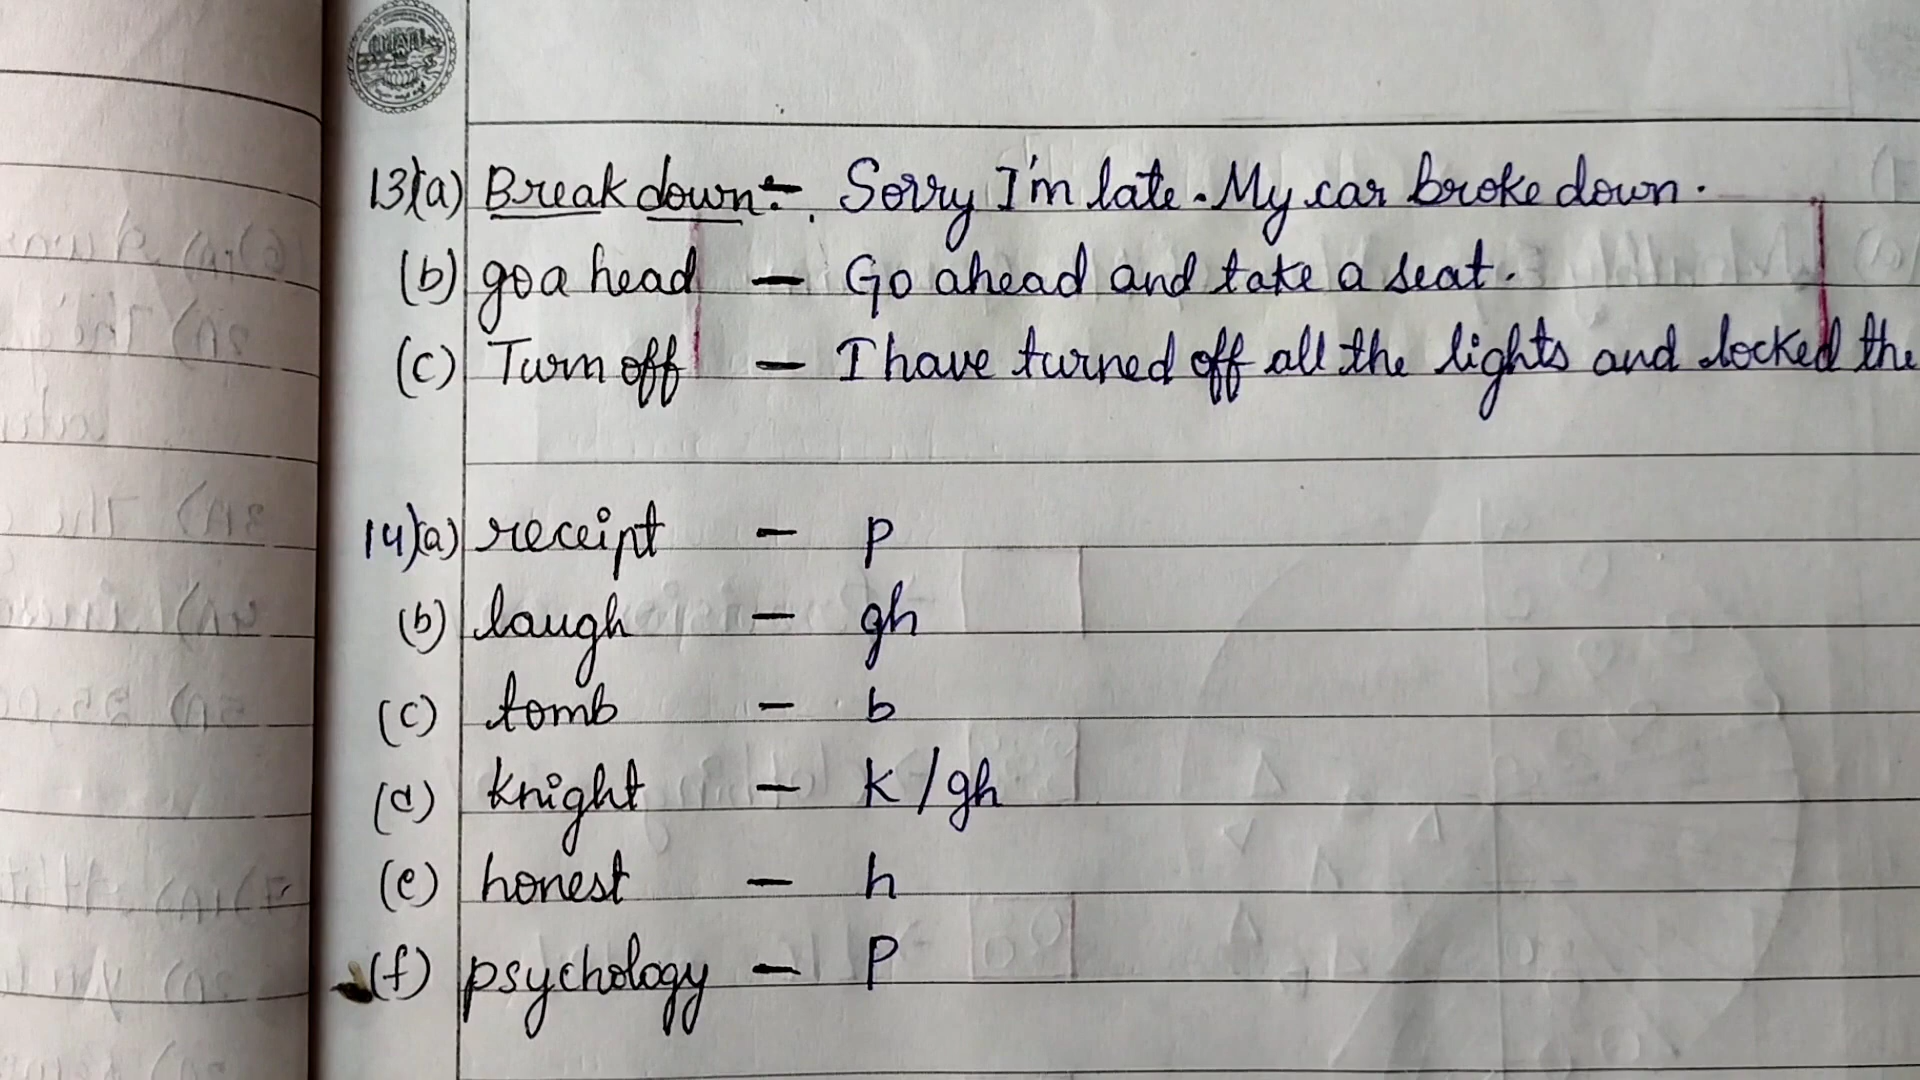 13)(a) Break down:- Sorry I'm late. My car broke down.
(b) go a head — Go ahead and take a seat.
(c) Turn off — I have turned off all the lights and locked the
14)(a) receipt — p
(b) laugh — gh
(c) tomb — b
(d) knight — k/gh
(e) honest — h
(f) psychology — P